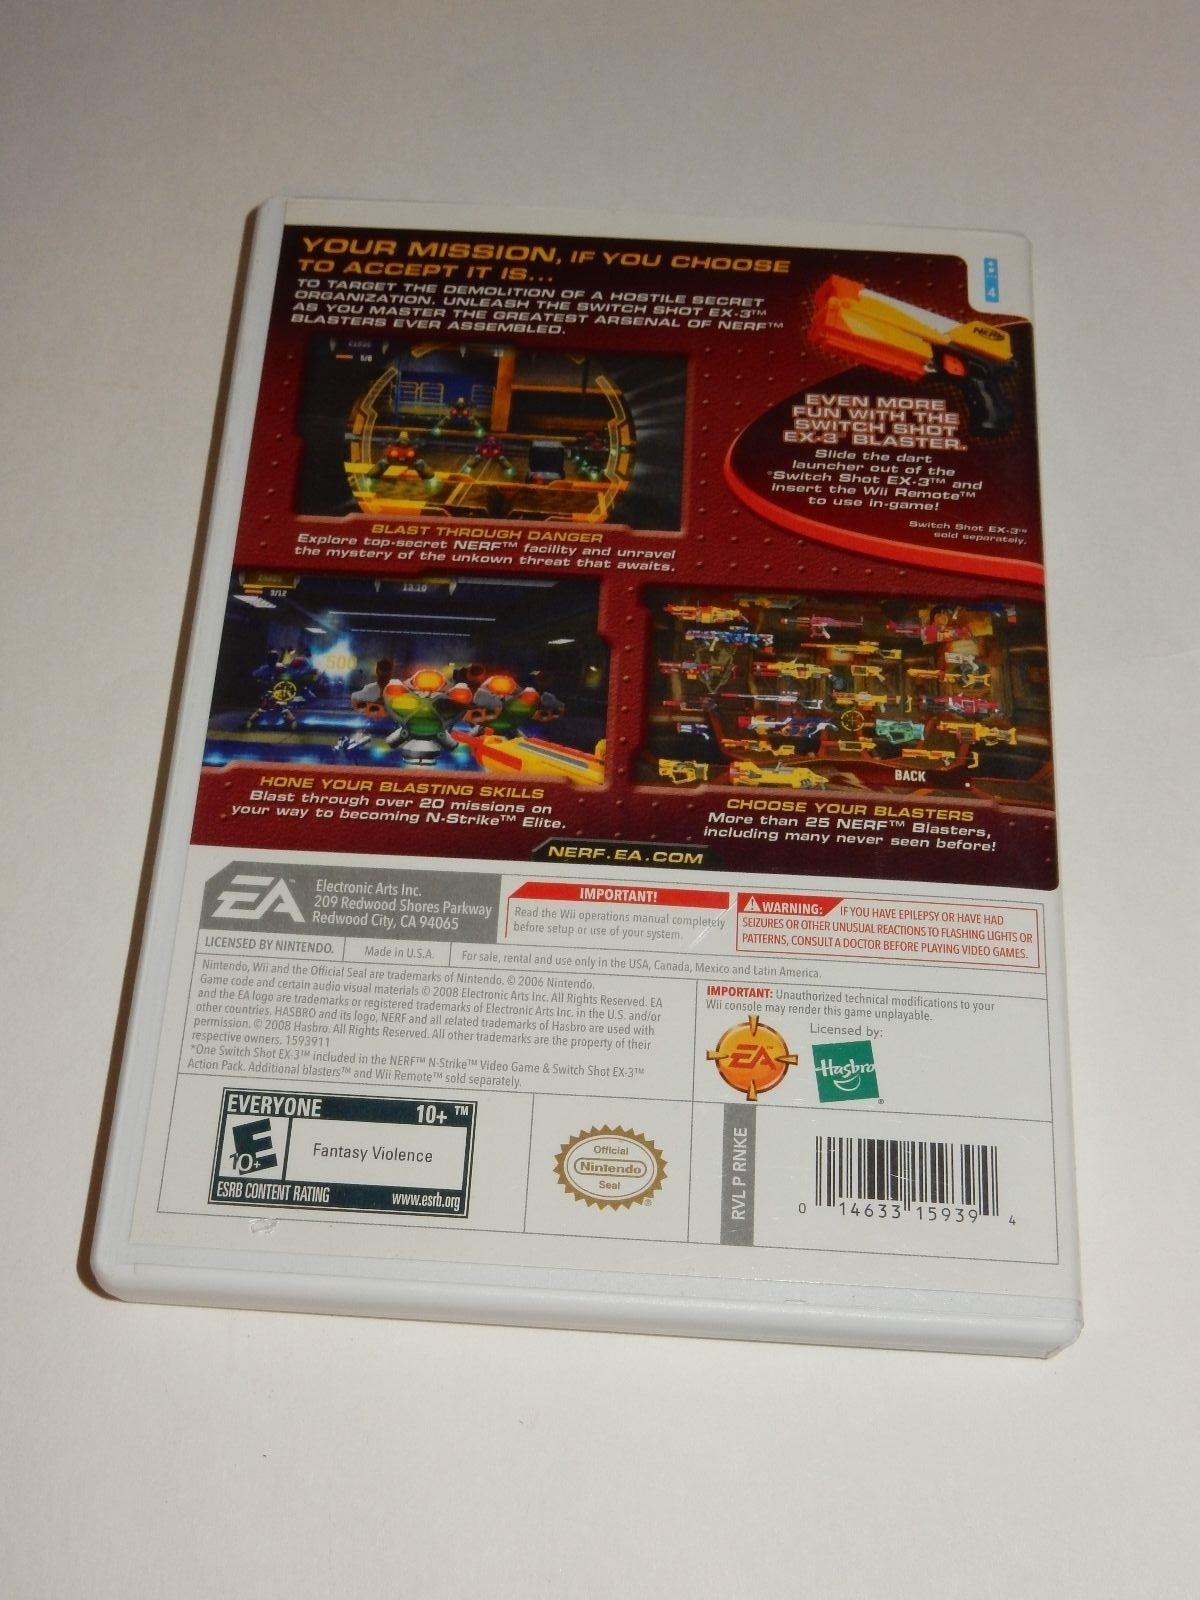 YOUR MISSION, IF YOU CHOOSE
TO ACCEPT IT IS...
TO TARGET THE DEMOLITION OF A HOSTILE SECRET
ORGANIZATION. UNLEASH THE SWITCH SHOT EX-3™
AS YOU MASTER THE GREATEST ARSENAL OF NERF™
BLASTERS EVER ASSEMBLED.
4
NERF
5/6
23
EVEN MORE
FUN WITH THE
SWITCH SHOT
EX-3™ BLASTER.
Slide the dart
launcher out of the
*Switch Shot EX-3™ and
insert the Wii Remote™
to use in-game!
Switch Shot EX-3™
sold separately.
BLAST THROUGH DANGER
Explore top-secret NERF™ facility and unravel
the mystery of the unkown threat that awaits.
3/12
13:10
500
BACK
HONE YOUR BLASTING SKILLS
Blast through over 20 missions on
your way to becoming N-Strike™ Elite.
CHOOSE YOUR BLASTERS
More than 25 NERF™ Blasters,
including many never seen before!
NERF.EA.COM
EA
Electronic Arts Inc.
209 Redwood Shores Parkway
Redwood City, CA 94065
IMPORTANT!
Read the Wii operations manual completely
before setup or use of your system.
WARNING: IF YOU HAVE EPILEPSY OR HAVE HAD
SEIZURES OR OTHER UNUSUAL REACTIONS TO FLASHING LIGHTS OR
PATTERNS, CONSULT A DOCTOR BEFORE PLAYING VIDEO GAMES.
LICENSED BY NINTENDO.
Made in U.S.A.
For sale, rental and use only in the USA, Canada, Mexico and Latin America.
Nintendo, Wii and the Official Seal are trademarks of Nintendo. © 2006 Nintendo.
Game code and certain audio visual materials © 2008 Electronic Arts Inc. All Rights Reserved. EA
and the EA logo are trademarks or registered trademarks of Electronic Arts Inc. in the U.S. and/or
other countries. HASBRO and its logo, NERF and all related trademarks of Hasbro are used with
permission. © 2008 Hasbro. All Rights Reserved. All other trademarks are the property of their
respective owners. 1593911
*One Switch Shot EX-3™ included in the NERF™ N-Strike™ Video Game & Switch Shot EX-3™
Action Pack. Additional blasters™ and Wii Remote™ sold separately.
IMPORTANT: Unauthorized technical modifications to your
Wii console may render this game unplayable.
EA™
Licensed by:
Hasbro®
EVERYONE 10+ ™
E
10+
Fantasy Violence
ESRB CONTENT RATING www.esrb.org
Official
Nintendo
Seal
®
RVL P RNKE
0 14633 15939 4